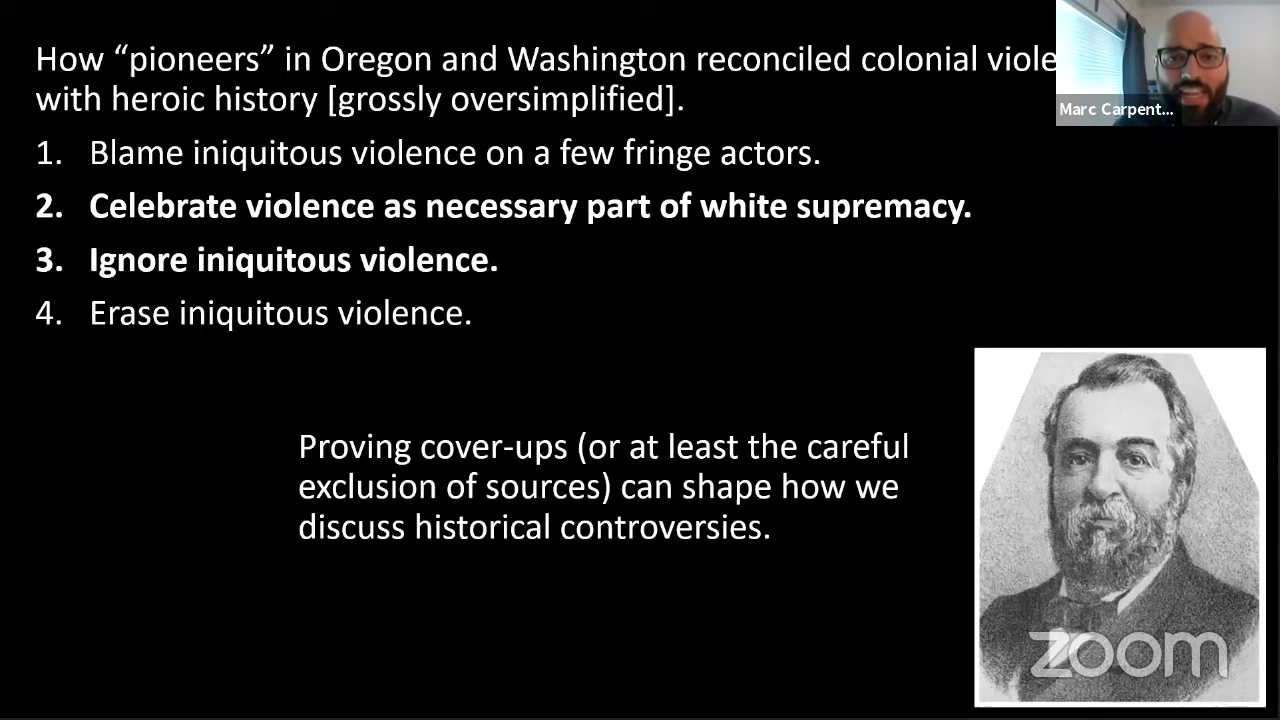 How “pioneers” in Oregon and Washington reconciled colonial viole
with heroic history [grossly oversimplified].
1. Blame iniquitous violence on a few fringe actors.
2. Celebrate violence as necessary part of white supremacy.
3. Ignore iniquitous violence.
4. Erase iniquitous violence.
Proving cover-ups (or at least the careful
exclusion of sources) can shape how we
discuss historical controversies.
Marc Carpent...
zoom